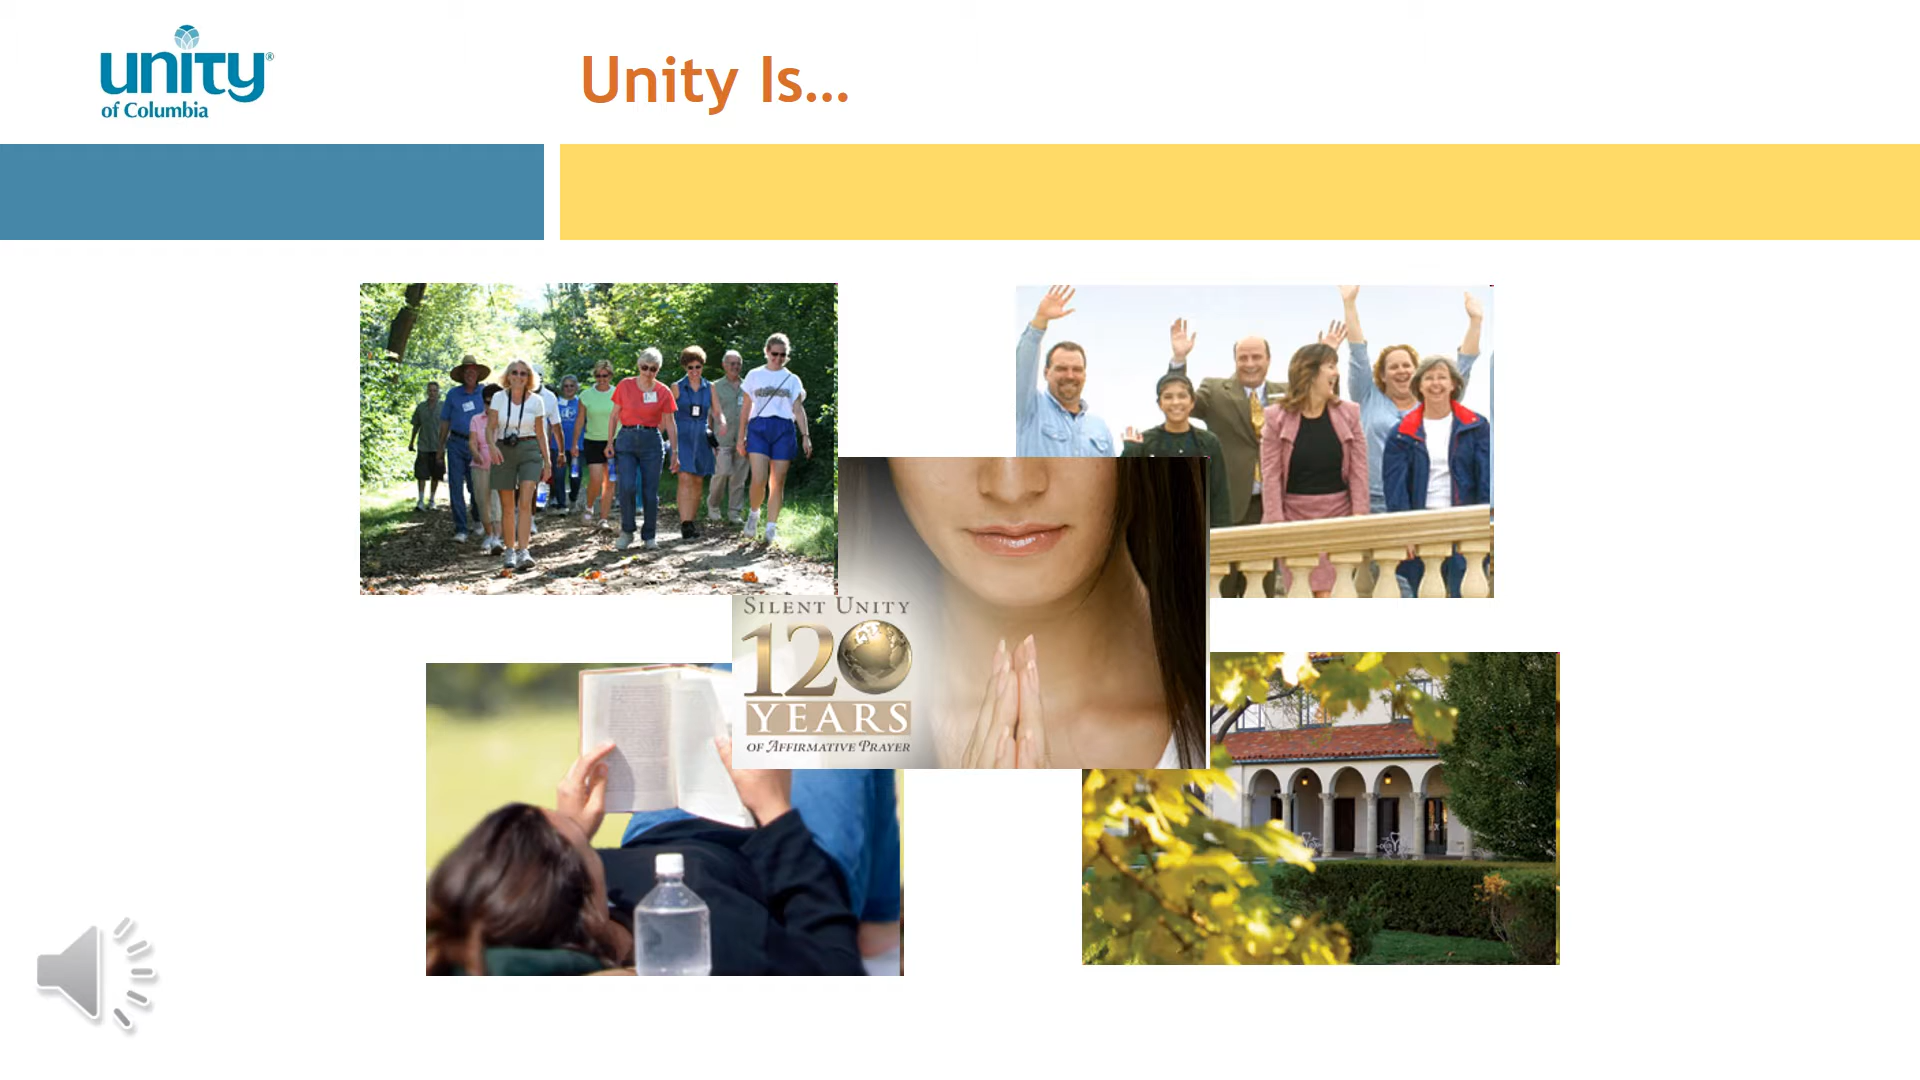 unity®
of Columbia
Unity Is...
SILENT UNITY
120
YEARS
OF AFFIRMATIVE PRAYER